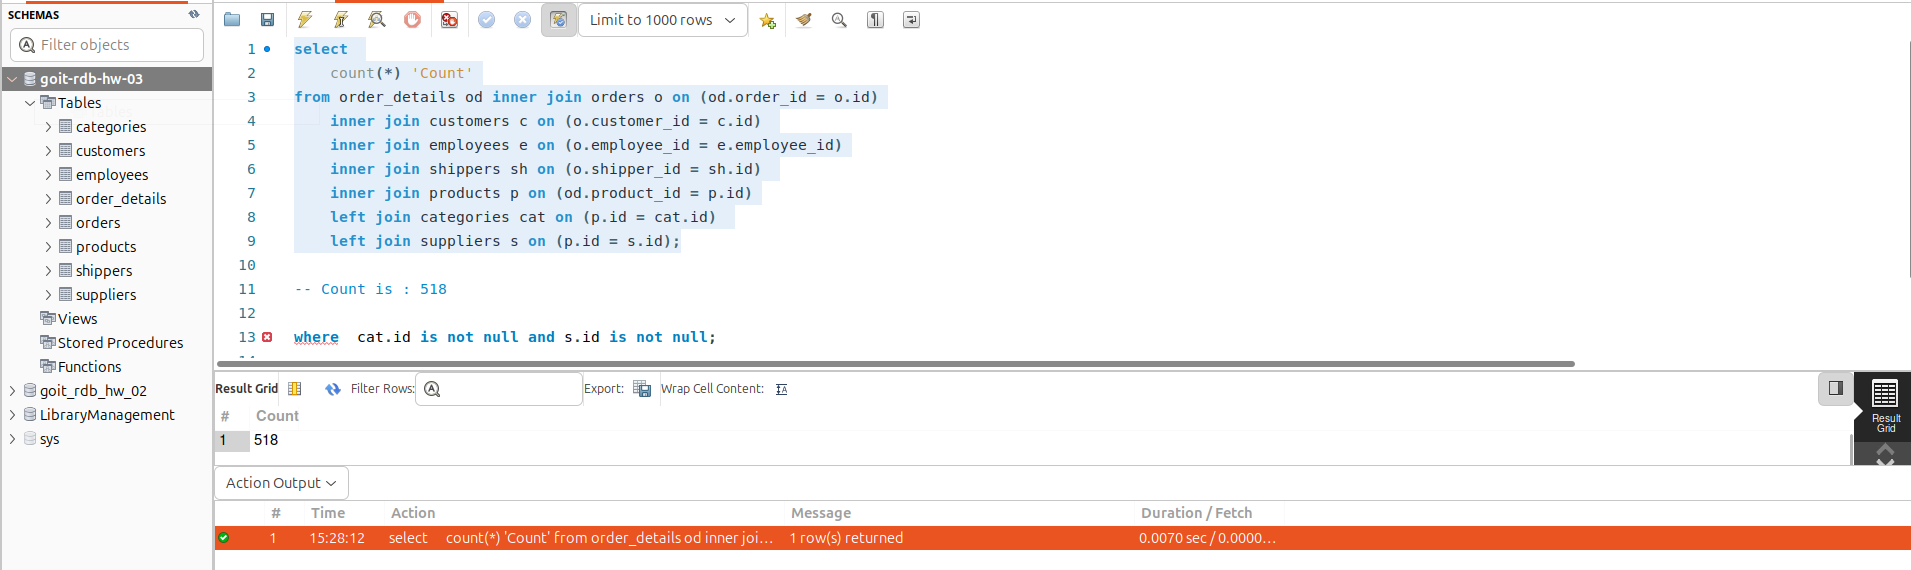 SCHEMAS
Filter objects
goit-rdb-hw-03
Tables
categories
customers
employees
order_details
orders
products
shippers
suppliers
Views
Stored Procedures
Functions
goit_rdb_hw_02
LibraryManagement
sys
Limit to 1000 rows
1 select
2 count(*) 'Count'
3 from order_details od inner join orders o on (od.order_id = o.id)
4 inner join customers c on (o.customer_id = c.id)
5 inner join employees e on (o.employee_id = e.employee_id)
6 inner join shippers sh on (o.shipper_id = sh.id)
7 inner join products p on (od.product_id = p.id)
8 left join categories cat on (p.id = cat.id)
9 left join suppliers s on (p.id = s.id);
10
11 -- Count is : 518
12
13 where  cat.id is not null and s.id is not null;
Result Grid Filter Rows: Export: Wrap Cell Content:
# Count
1 518
Result
Grid
Action Output
# Time Action Message Duration / Fetch
1 15:28:12 select count(*) 'Count' from order_details od inner joi... 1 row(s) returned 0.0070 sec / 0.0000...